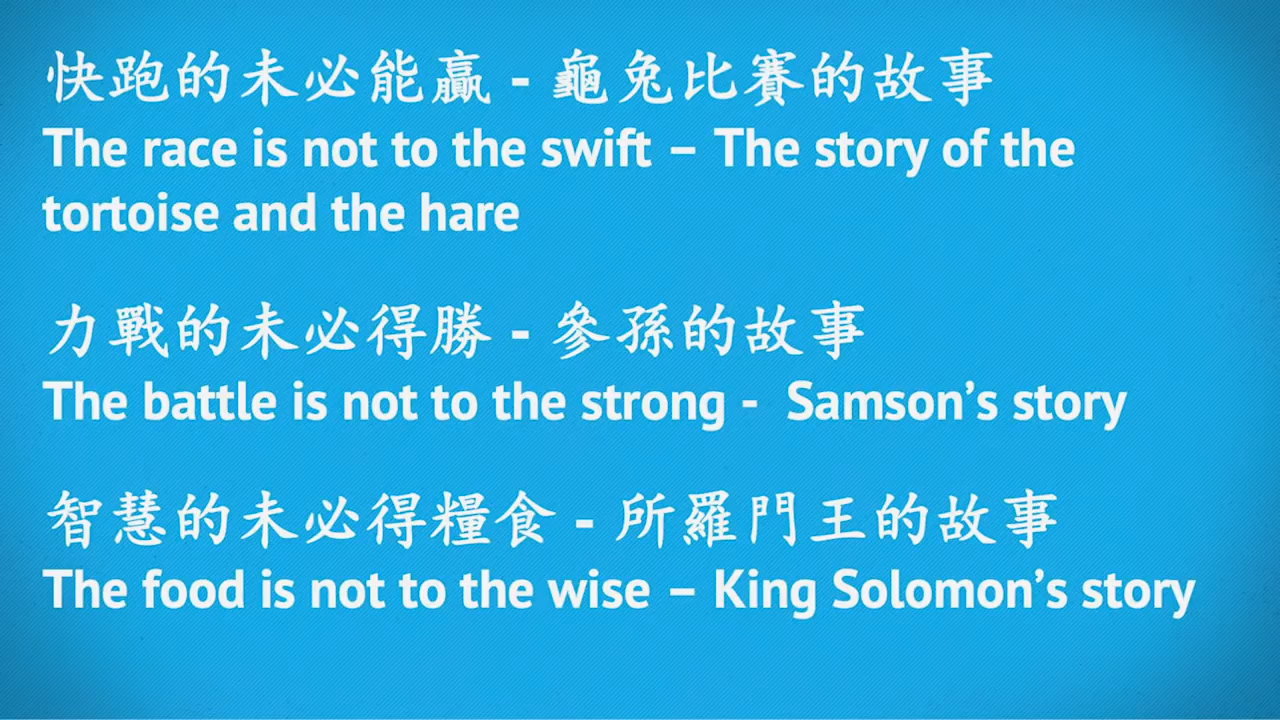 快跑的未必能贏 - 龜兔比賽的故事
The race is not to the swift – The story of the
tortoise and the hare
力戰的未必得勝 - 參孫的故事
The battle is not to the strong -  Samson’s story
智慧的未必得糧食 - 所羅門王的故事
The food is not to the wise – King Solomon’s story